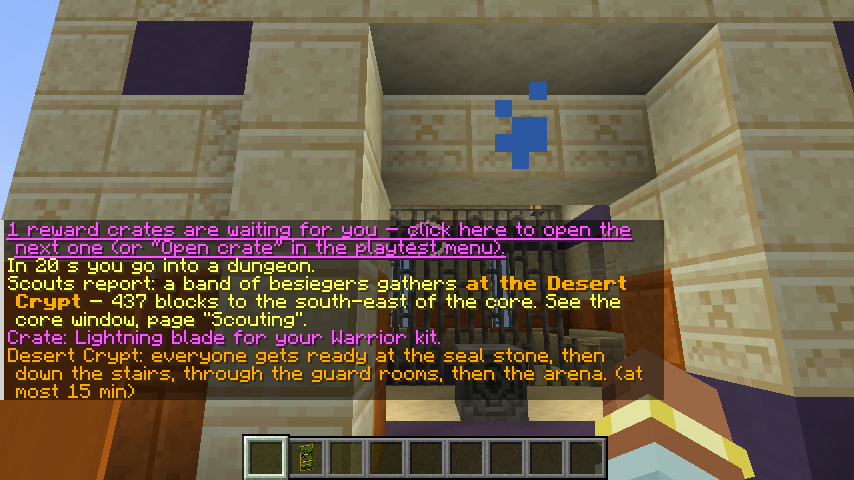 1 reward crates are waiting for you – click here to open the
next one (or "Open crate" in the playtest menu).
In 20 s you go into a dungeon.
Scouts report: a band of besiegers gathers at the Desert
Crypt – 437 blocks to the south-east of the core. See the
core window, page "Scouting".
Crate: Lightning blade for your Warrior kit.
Desert Crypt: everyone gets ready at the seal stone, then
down the stairs, through the guard rooms, then the arena. (at
most 15 min)